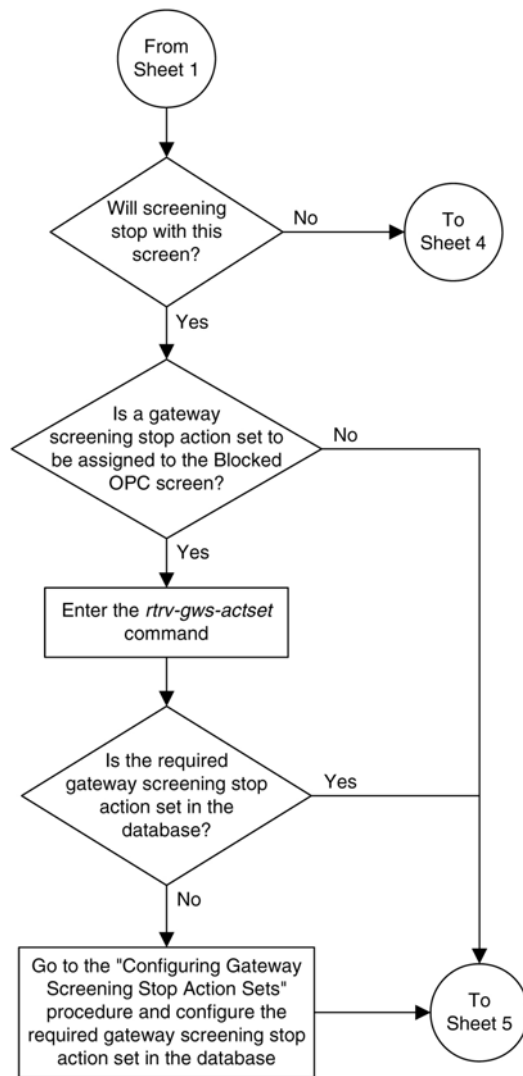 From
Sheet 1
Will screening
stop with this
screen?
No
To
Sheet 4
Yes
Is a gateway
screening stop action set to
be assigned to the Blocked
OPC screen?
No
Yes
Enter the rtrv-gws-actset
command
Is the required
gateway screening stop
action set in the
database?
Yes
No
Go to the "Configuring Gateway
Screening Stop Action Sets"
procedure and configure the
required gateway screening stop
action set in the database
To
Sheet 5